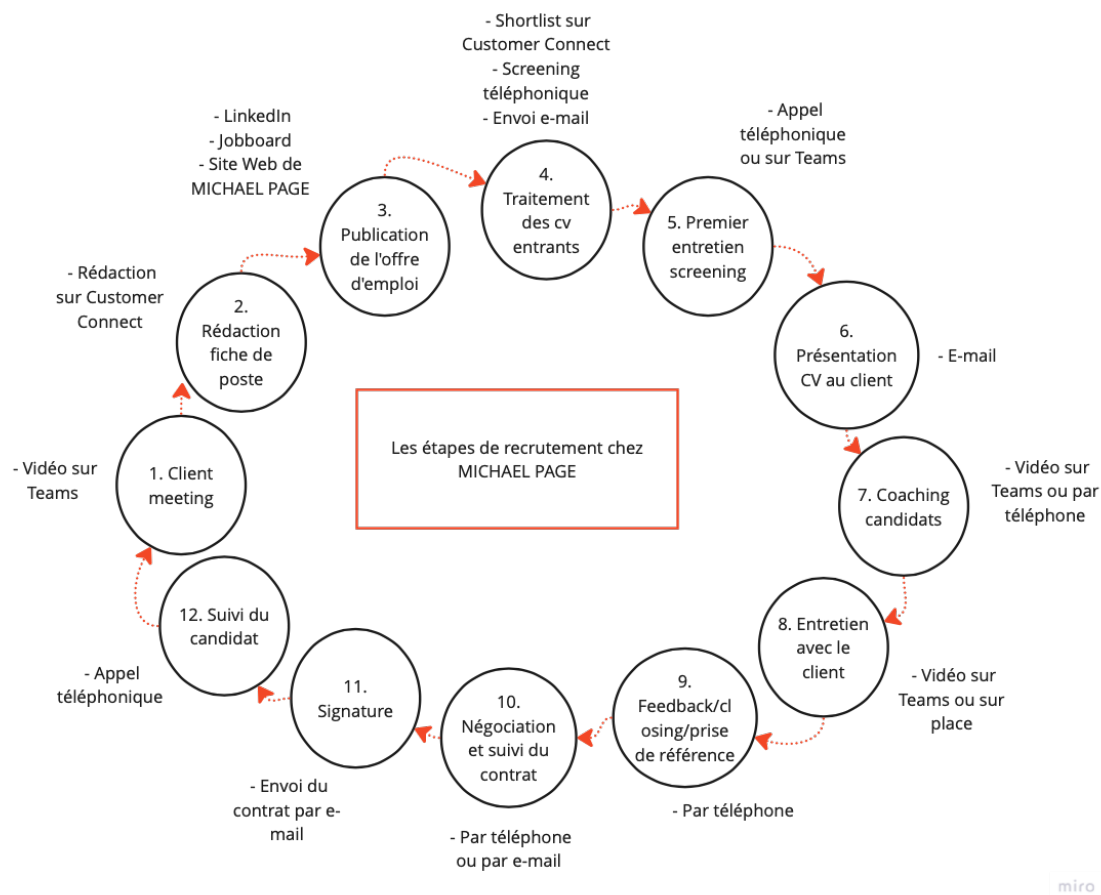 - Shortlist sur
Customer Connect
- Screening
téléphonique
- Envoi e-mail
- LinkedIn
- Jobboard
- Site Web de
MICHAEL PAGE
- Appel
téléphonique
ou sur Teams
4.
Traitement
des cv
entrants
3.
Publication
de l'offre
d'emploi
5. Premier
entretien
screening
- Rédaction
sur Customer
Connect
2.
Rédaction
fiche de
poste
6.
Présentation
CV au client
- E-mail
Les étapes de recrutement chez
MICHAEL PAGE
- Vidéo sur
Teams
1. Client
meeting
7. Coaching
candidats
- Vidéo sur
Teams ou par
téléphone
12. Suivi du
candidat
8. Entretien
avec le
client
- Appel
téléphonique
11.
Signature
10.
Négociation
et suivi du
contrat
9.
Feedback/cl
osing/prise
de référence
- Vidéo sur
Teams ou sur
place
- Envoi du
contrat par e-
mail
- Par téléphone
ou par e-mail
- Par téléphone
miro